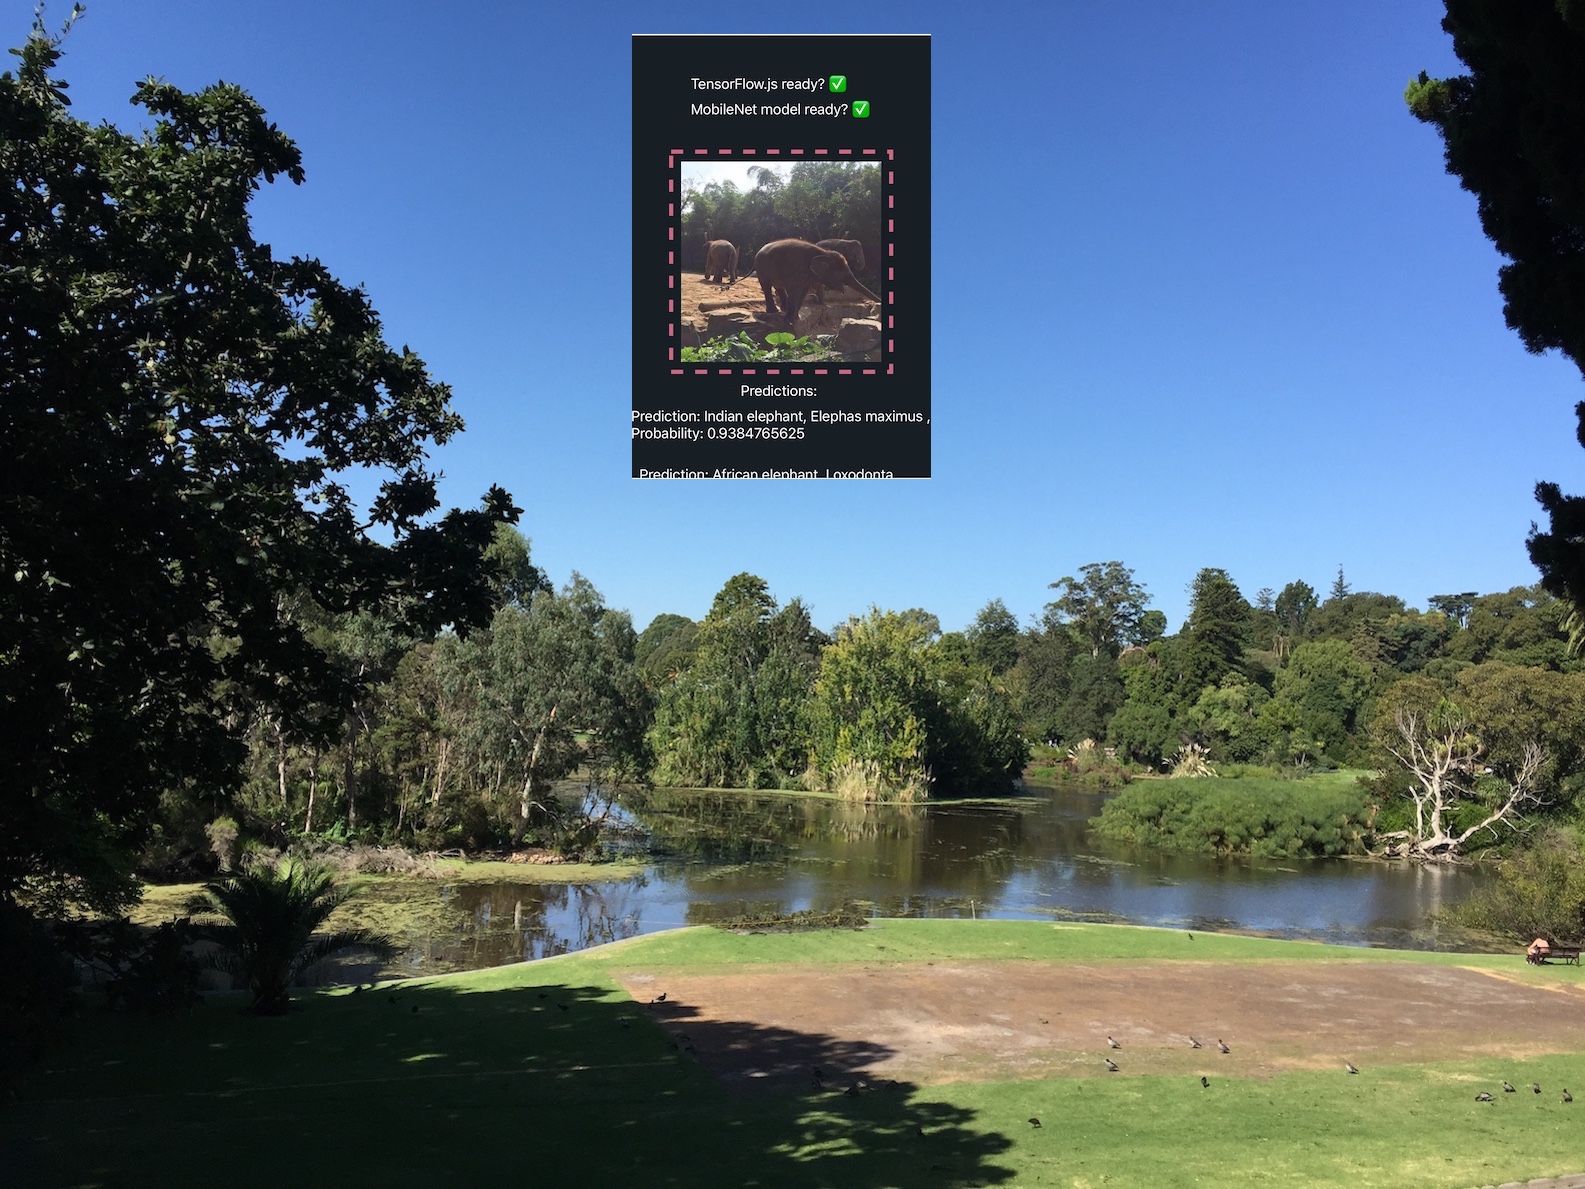 TensorFlow.js ready? ✅
MobileNet model ready? ✅
Predictions:
Prediction: Indian elephant, Elephas maximus ,
Probability: 0.9384765625
Prediction: African elephant, Loxodonta